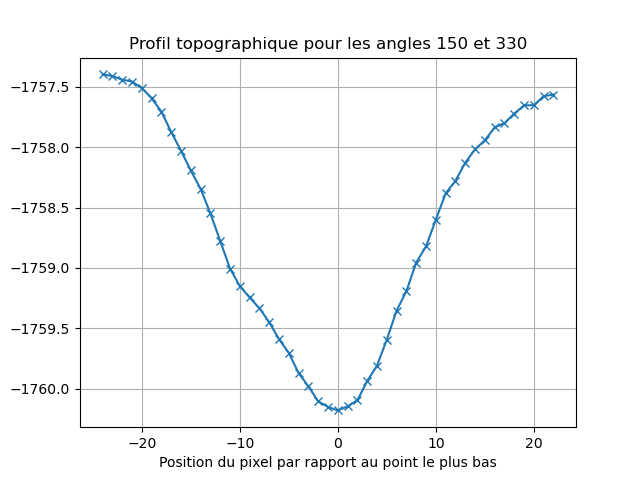 Profil topographique pour les angles 150 et 330
−1757.5
−1758.0
−1758.5
−1759.0
−1759.5
−1760.0
−20 −10 0 10 20
Position du pixel par rapport au point le plus bas